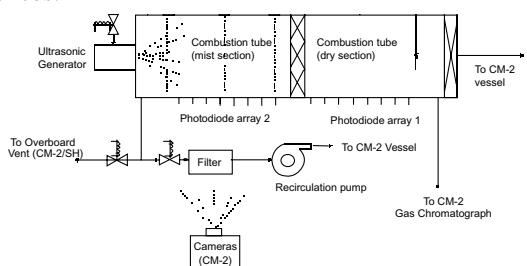 Ultrasonic
Generator
Combustion tube
(mist section)
Combustion tube
(dry section)
To CM-2
vessel
Photodiode array 2
Photodiode array 1
To Overboard
Vent (CM-2/SH)
Filter
To CM-2 Vessel
Recirculation pump
To CM-2
Gas Chromatograph
Cameras
(CM-2)